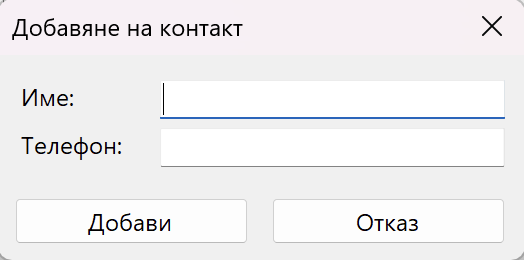 Добавяне на контакт
Име:
Телефон:
Добави
Отказ